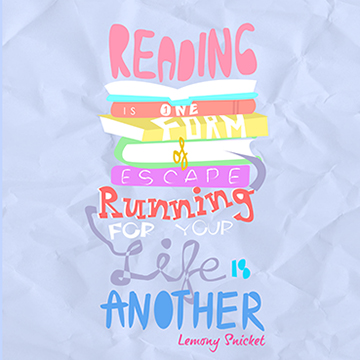 READING
IS ONE
FORM
of
ESCAPE
Running
FOR YOUR
Life IS
ANOTHER
Lemony Snicket